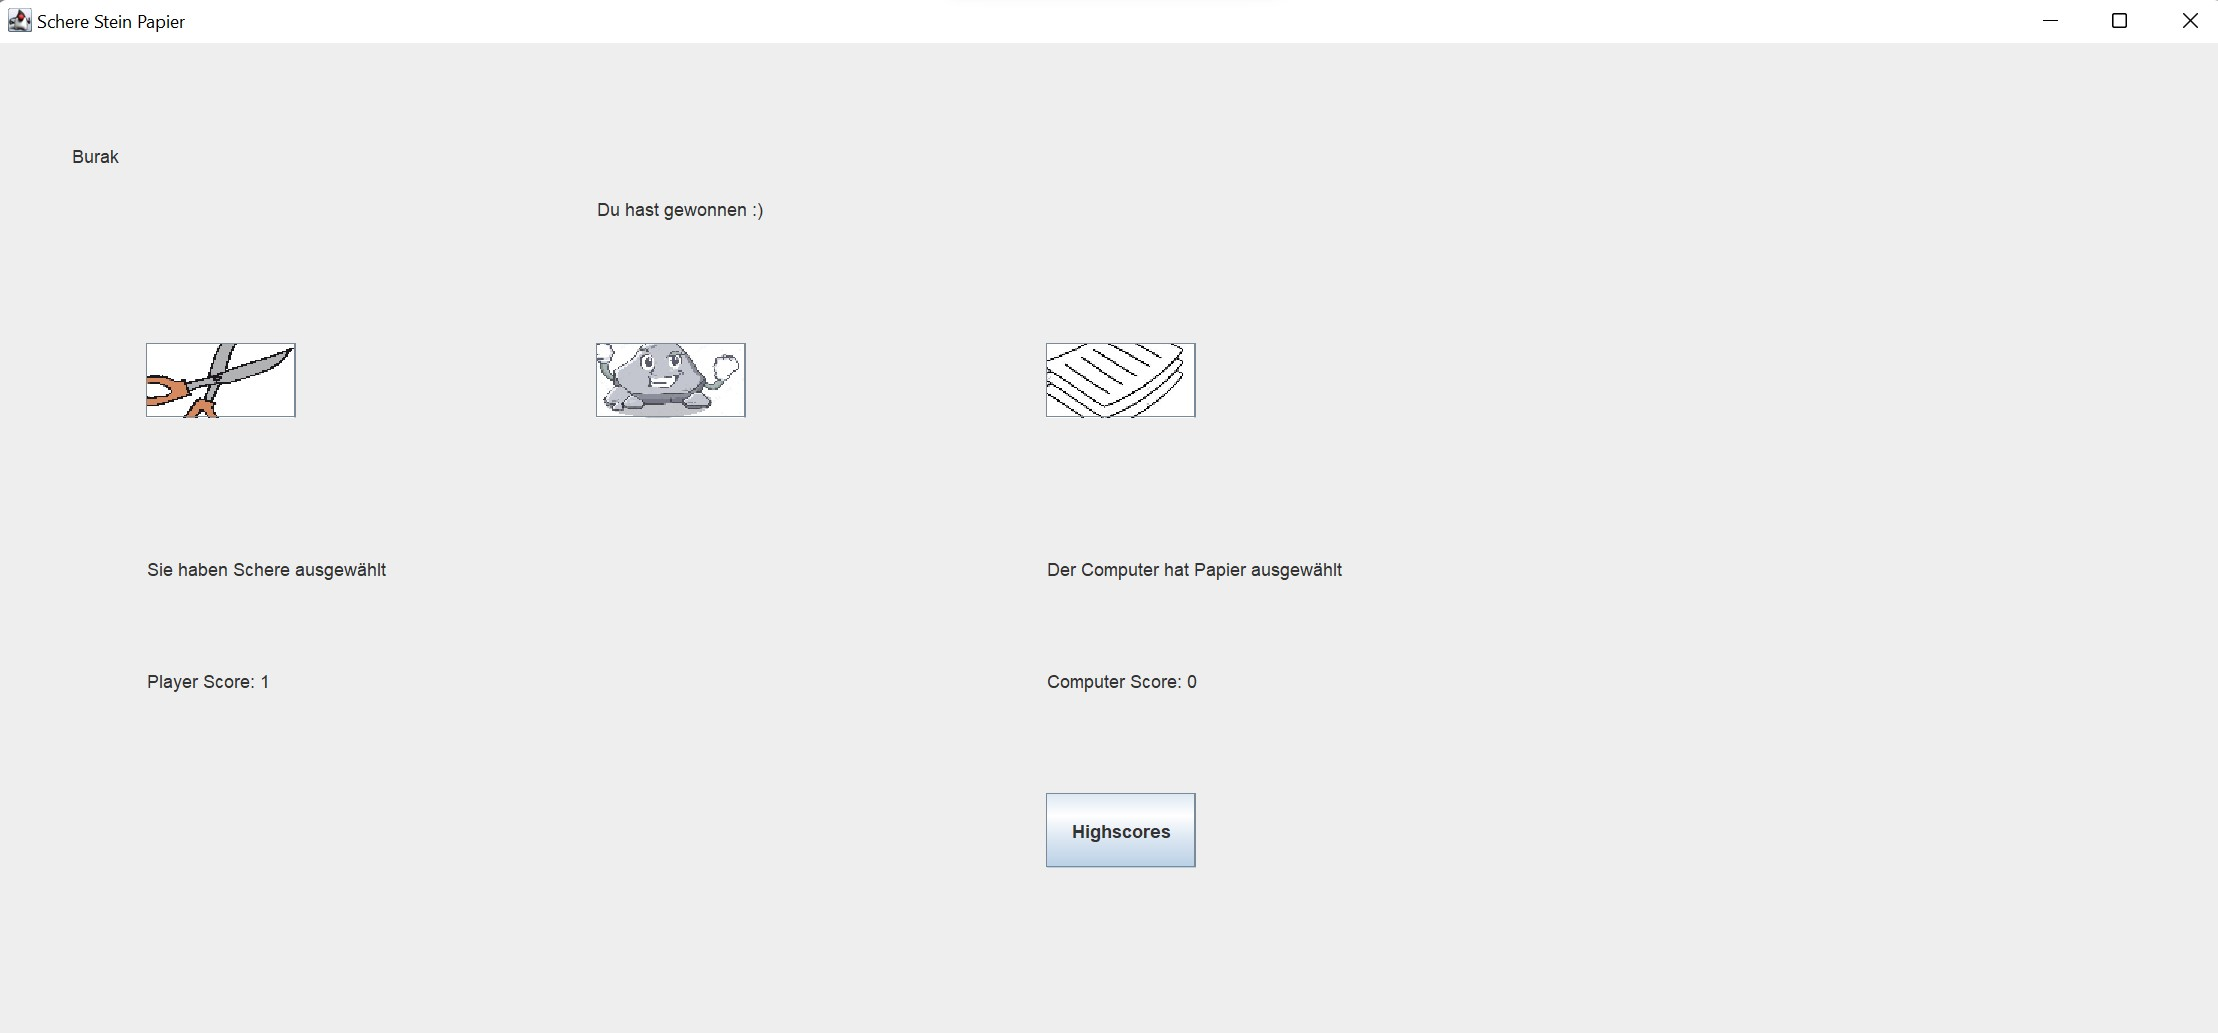 Schere Stein Papier
Burak
Du hast gewonnen :)
Sie haben Schere ausgewählt
Der Computer hat Papier ausgewählt
Player Score: 1
Computer Score: 0
Highscores